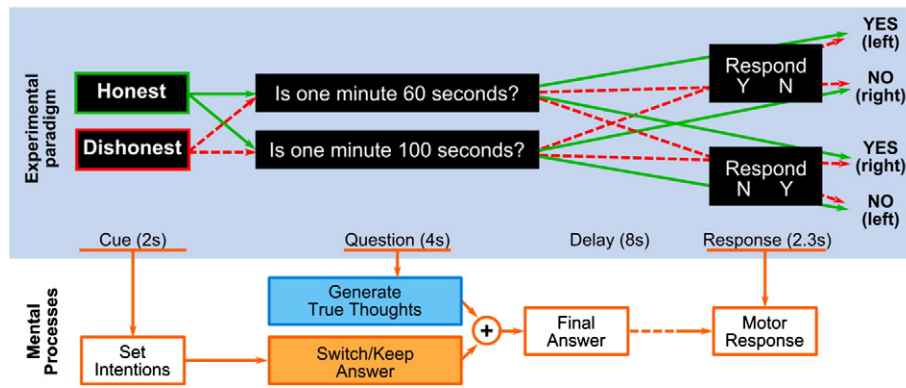 Experimental
paradigm
Honest
Dishonest
Is one minute 60 seconds?
Is one minute 100 seconds?
Respond
Y N
Respond
N Y
YES
(left)
NO
(right)
YES
(right)
NO
(left)
Cue (2s)
Question (4s)
Delay (8s)
Response (2.3s)
Mental
Processes
Set
Intentions
Generate
True Thoughts
Switch/Keep
Answer
+
Final
Answer
Motor
Response